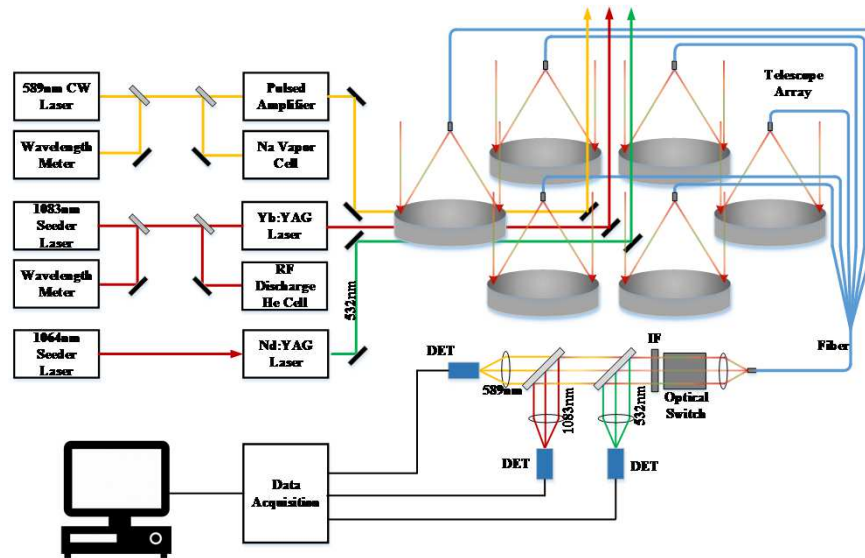 589nm CW
Laser
Pulsed
Amplifier
Telescope
Array
Wavelength
Meter
Na Vapor
Cell
1083nm
Seeder
Laser
Yb:YAG
Laser
Wavelength
Meter
RF
Discharge
He Cell
532nm
1064nm
Seeder
Laser
Nd:YAG
Laser
DET
IF
Fiber
589nm
1083nm
532nm
Optical
Switch
DET
DET
Data
Acquisition